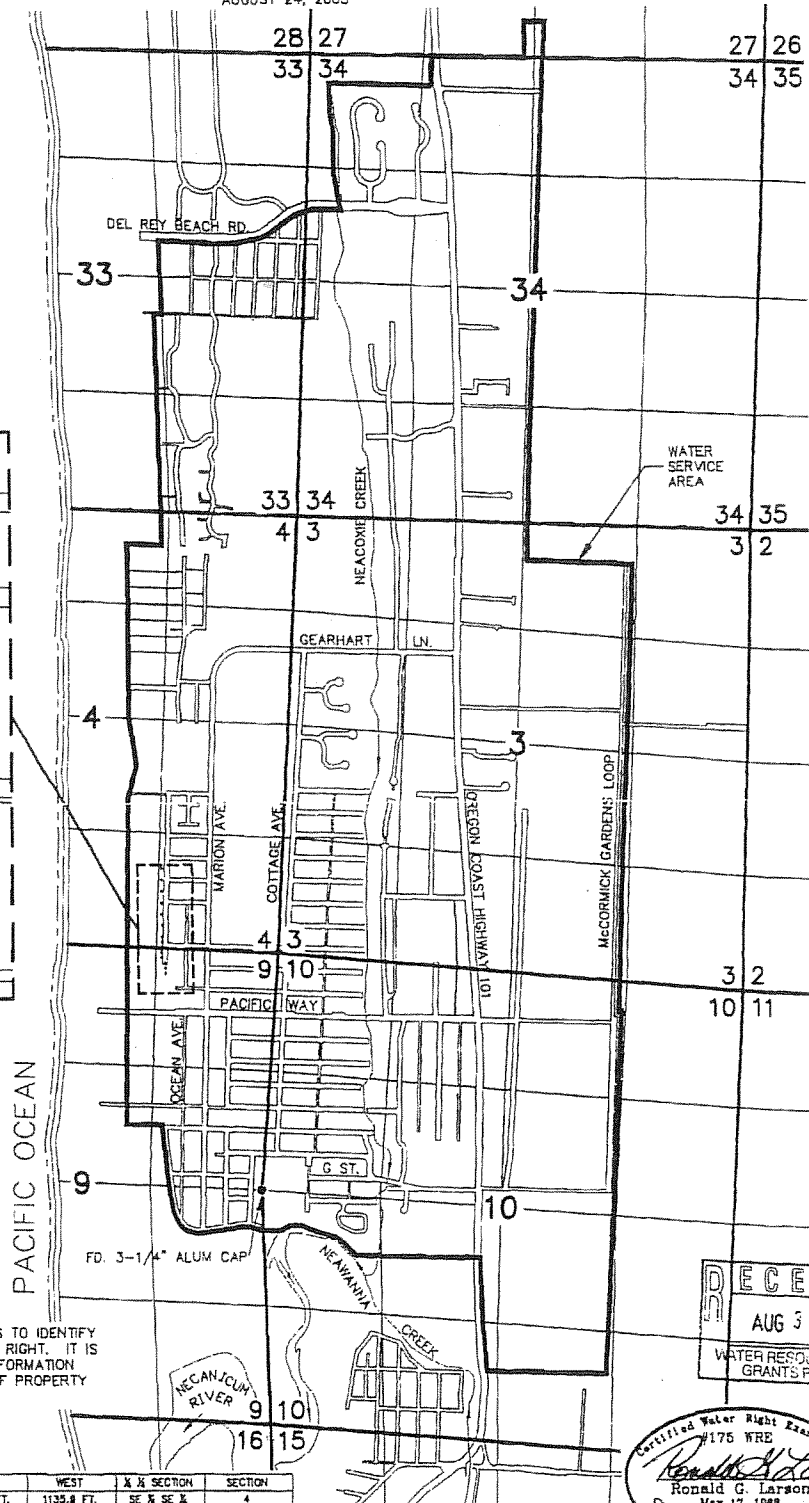 AUGUST 24, 2005
28 27
33 34
27 26
34 35
DEL REY BEACH RD.
33
34
WATER
SERVICE
AREA
NEACOXIE CREEK
33 34
4 3
34 35
3 2
GEARHART LN.
4
3
MARION AVE.
COTTAGE AVE.
OREGON COAST HIGHWAY 101
McCORMICK GARDENS LOOP
4 3
9 10
3 2
10 11
PACIFIC WAY
OCEAN AVE.
PACIFIC OCEAN
9
G ST.
10
FD. 3-1/4" ALUM CAP
NEAWANNA
CREEK
S TO IDENTIFY
RIGHT. IT IS
FORMATION
F PROPERTY
NECANICUM
RIVER
9 10
16 15
AUG 3
GRANTS P
Certified Water Right
#175 WRE
Ronald G. Larson
WEST ¼ ¼ SECTION SECTION
T. FT. SE ¼ SE ¼ 4